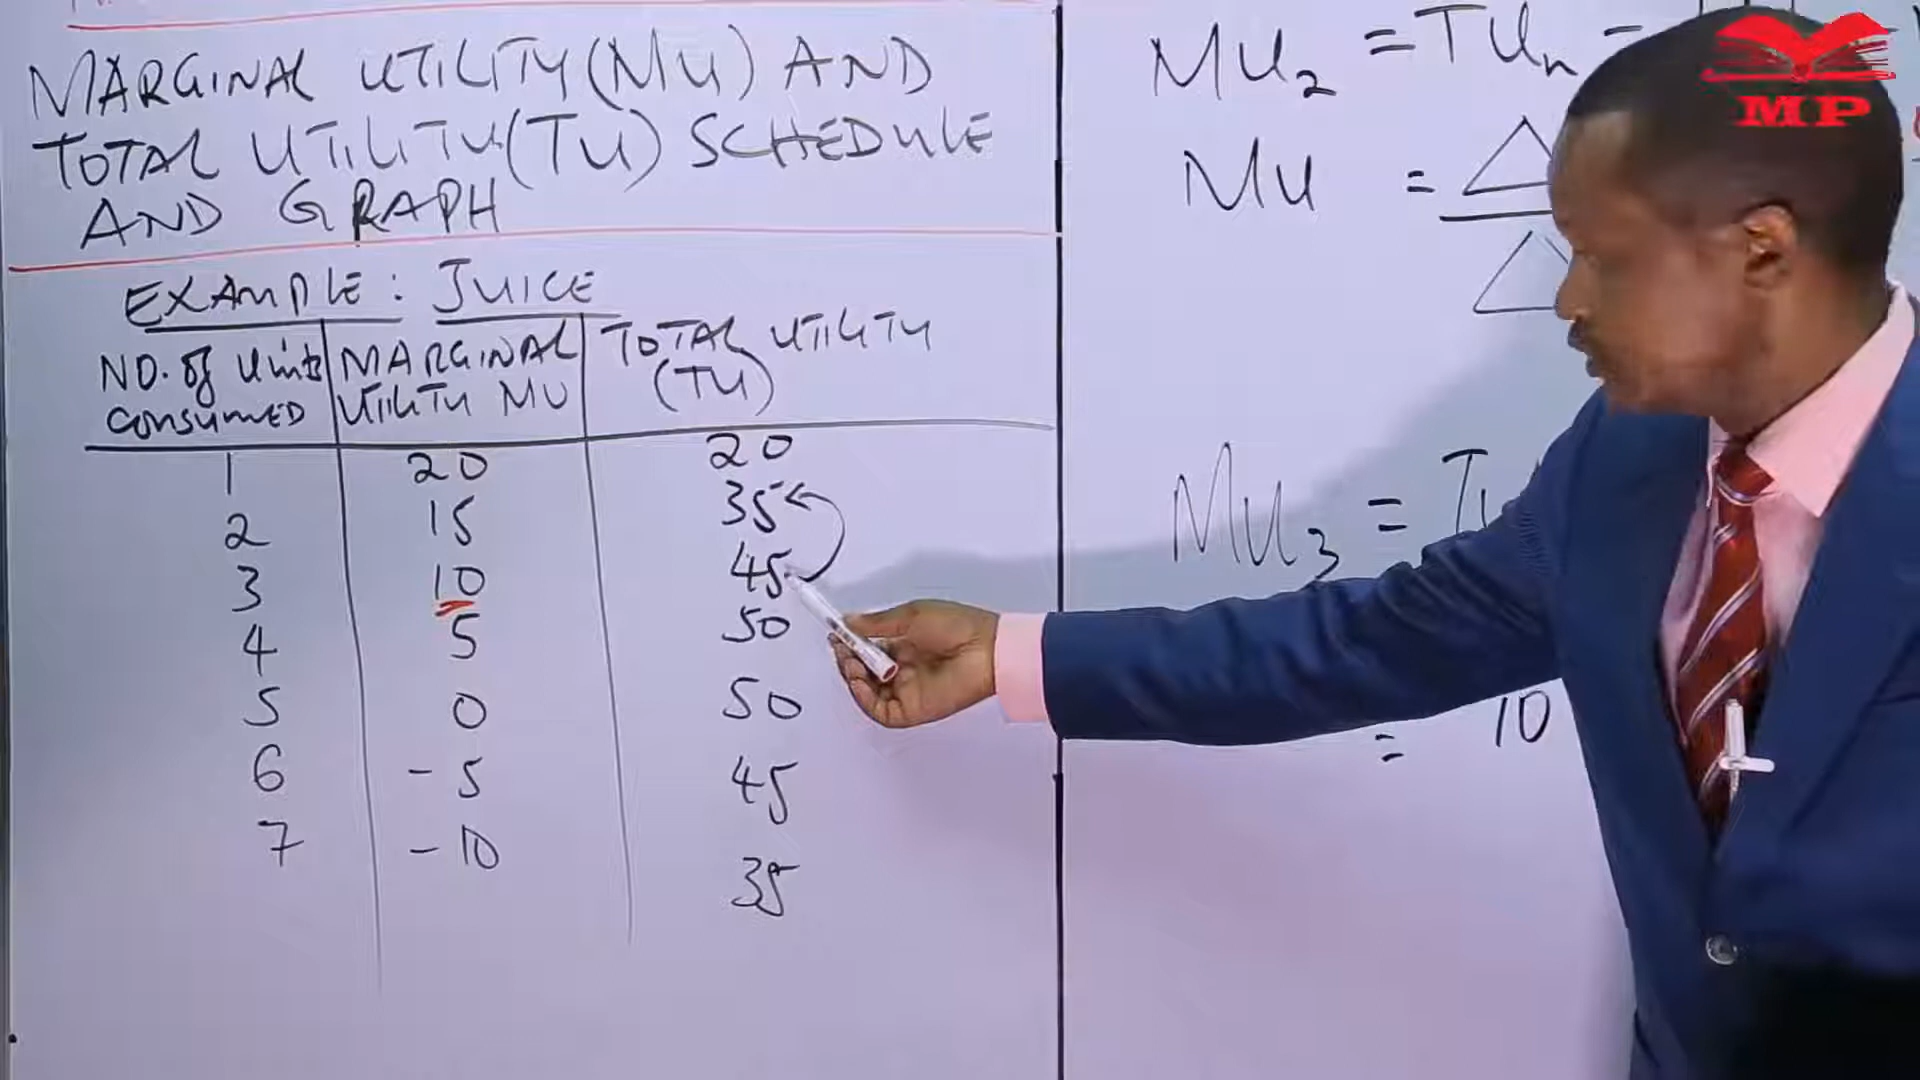 MARGINAL UTILITY (MU) AND
TOTAL UTILITY (TU) SCHEDULE
AND GRAPH
EXAMPLE: JUICE
NO. of Units CONSUMED MARGINAL UTILITY MU TOTAL UTILITY (TU)
1 20 20
2 15 35
3 10 45
4 5 50
5 0 50
6 -5 45
7 -10 35
MU₂ = TUn -
MU = △
△
MU₃ =
= 10
MP